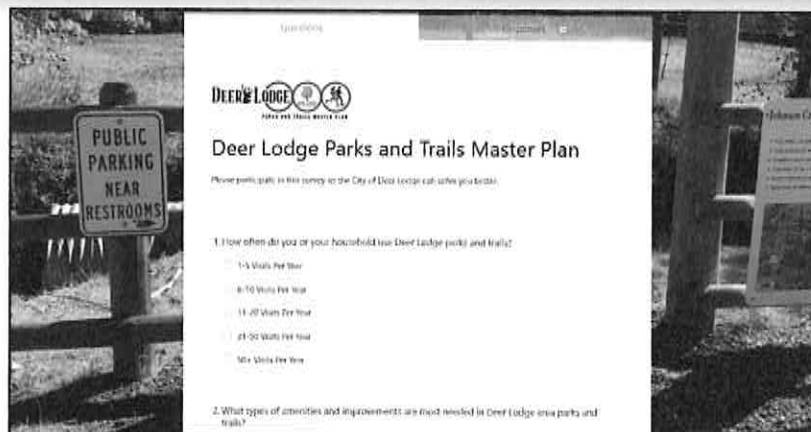 Questions
PUBLIC
PARKING
NEAR
RESTROOMS
DEER LODGE
PARKS AND TRAILS MASTER PLAN
Deer Lodge Parks and Trails Master Plan
Please participate in this survey so the City of Deer Lodge can serve you better.
1. How often do you or your household use Deer Lodge parks and trails?
1-5 Visits Per Year
6-10 Visits Per Year
11-20 Visits Per Year
21-50 Visits Per Year
50+ Visits Per Year
2. What types of amenities and improvements are most needed in Deer Lodge area parks and
trails?
Johnson